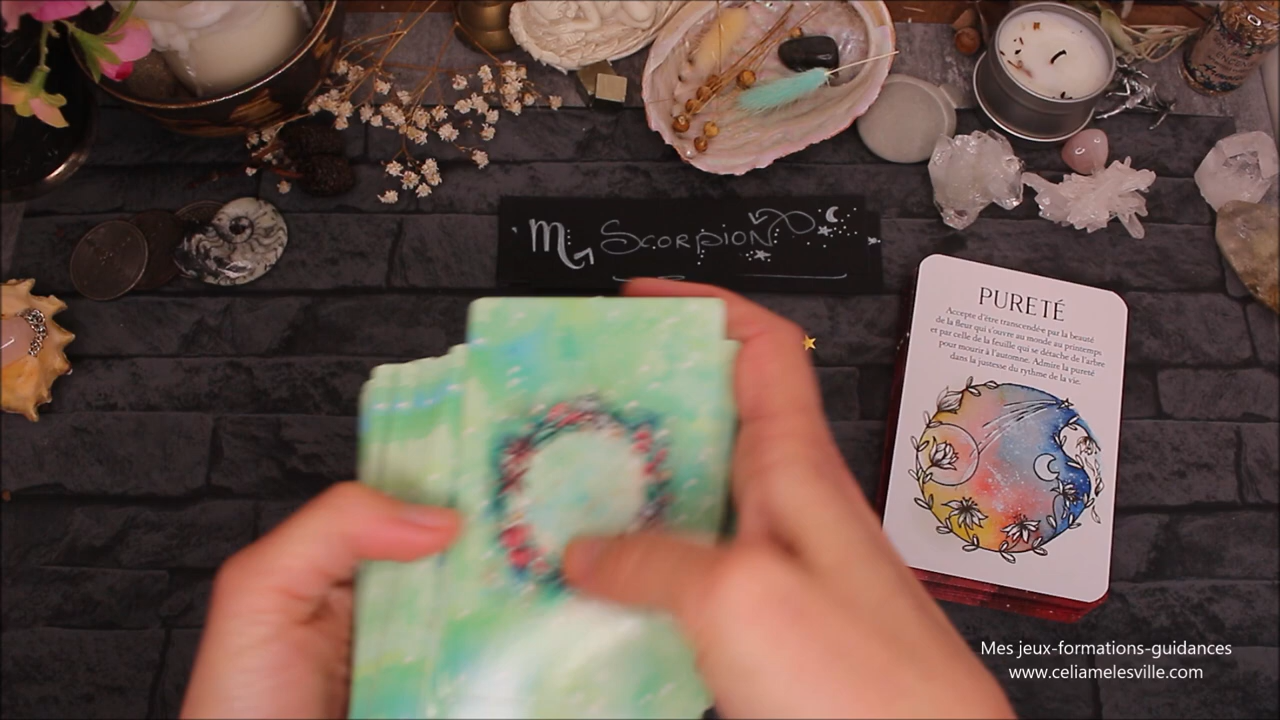 ♏ Scorpion
PURETÉ
Accepte d'être transcendé·e par la beauté
de la fleur qui s'ouvre au monde au printemps
et par celle de la feuille qui se détache de l'arbre
pour mourir à l'automne. Admire la pureté
dans la justesse du rythme de la vie.
Mes jeux-formations-guidances
www.celiamelesville.com